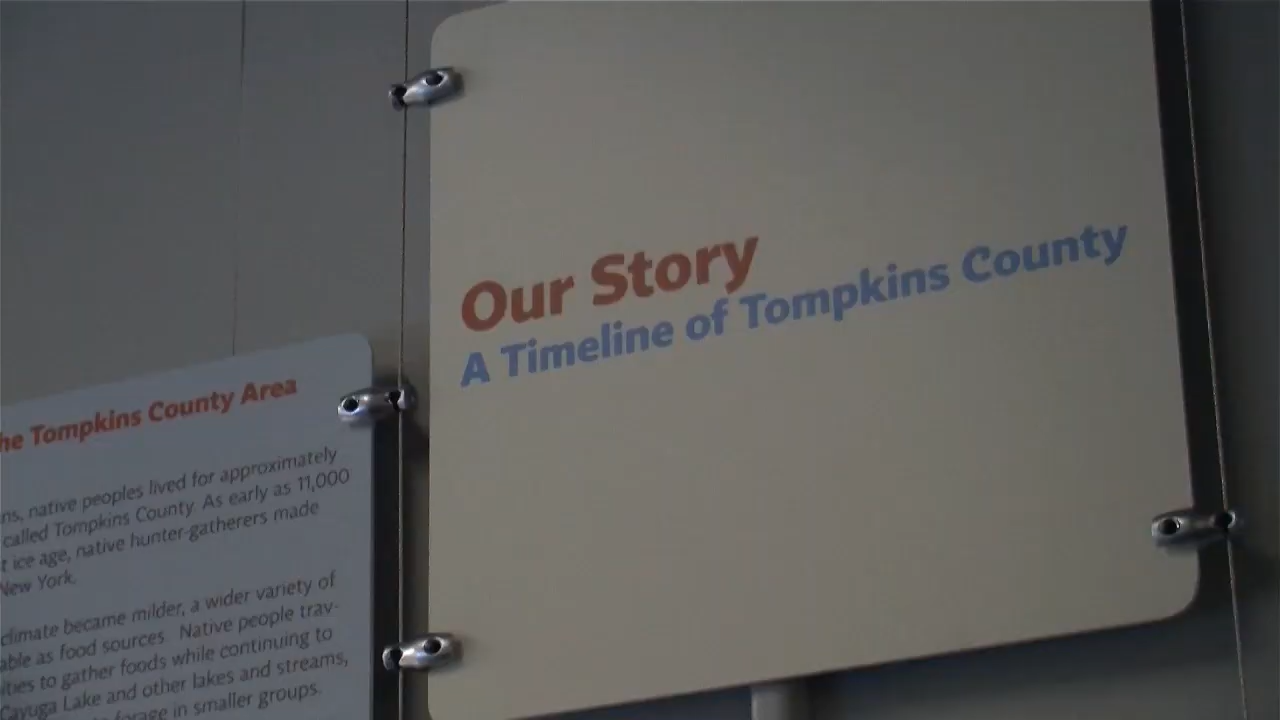 Our Story
A Timeline of Tompkins County
he Tompkins County Area
ns, native peoples lived for approximately
called Tompkins County. As early as 11,000
t ice age, native hunter-gatherers made
New York.
climate became milder, a wider variety of
able as food sources. Native people trav-
ities to gather foods while continuing to
Cayuga Lake and other lakes and streams,
forage in smaller groups.